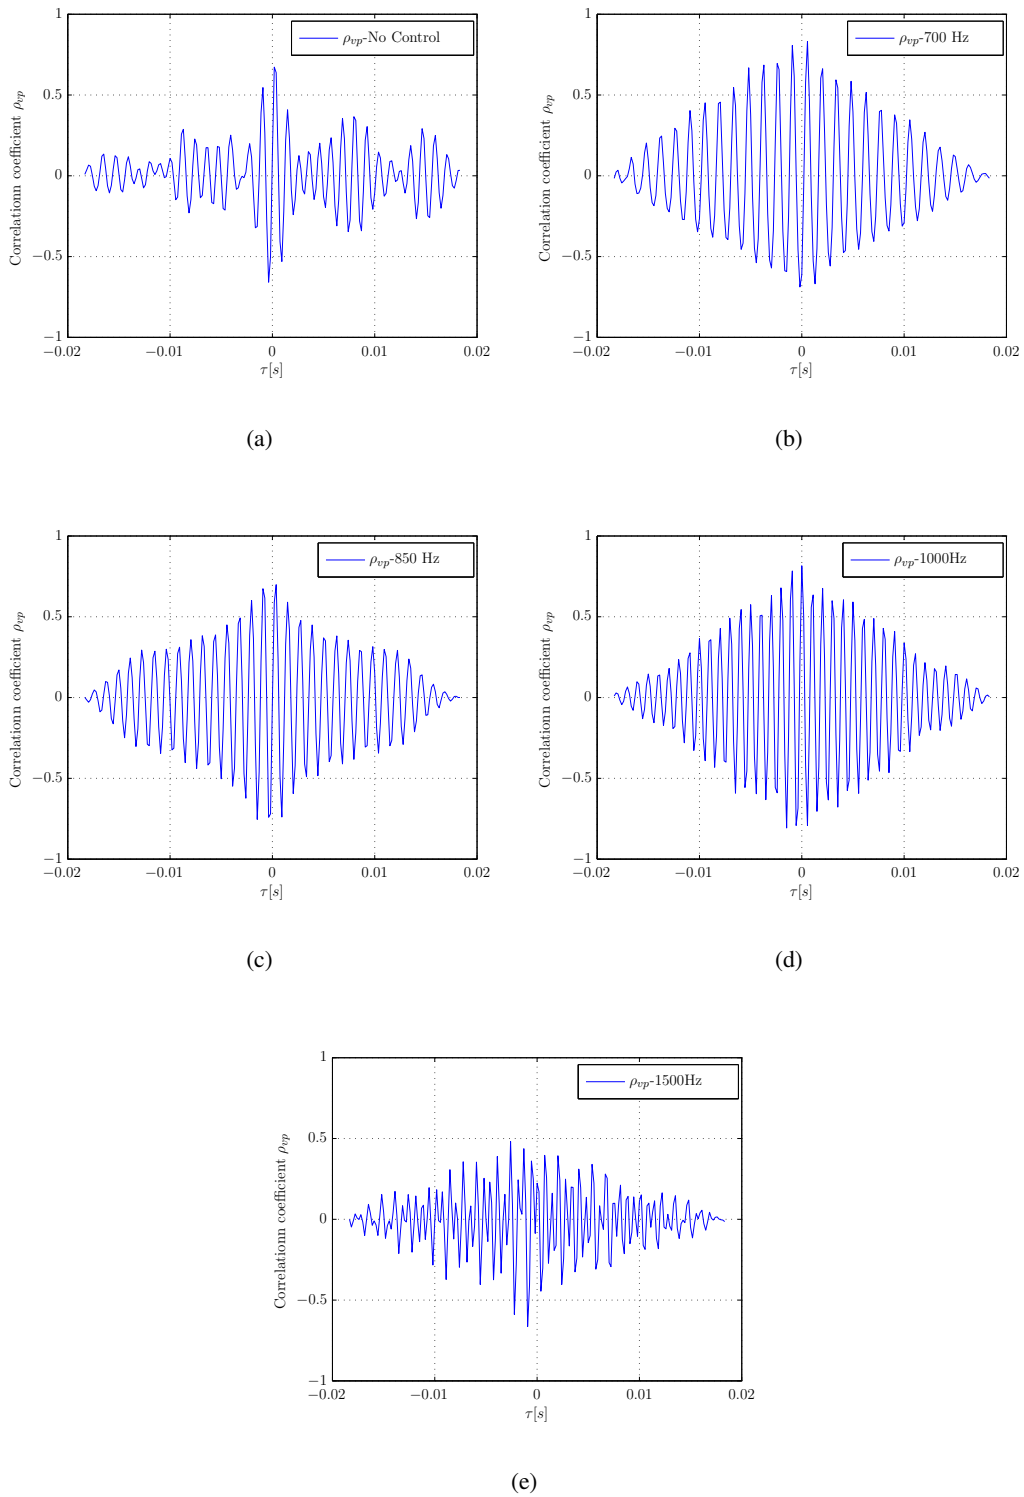 ρvp-No Control
1
0.5
0
−0.5
−1
Correlationn coefficient ρvp
−0.02
−0.01
0
0.01
0.02
τ[s]
(a)
ρvp-700 Hz
1
0.5
0
−0.5
−1
Correlationn coefficient ρvp
−0.02
−0.01
0
0.01
0.02
τ[s]
(b)
ρvp-850 Hz
1
0.5
0
−0.5
−1
Correlationn coefficient ρvp
−0.02
−0.01
0
0.01
0.02
τ[s]
(c)
ρvp-1000Hz
1
0.5
0
−0.5
−1
Correlationn coefficient ρvp
−0.02
−0.01
0
0.01
0.02
τ[s]
(d)
ρvp-1500Hz
1
0.5
0
−0.5
−1
Correlationn coefficient ρvp
−0.02
−0.01
0
0.01
0.02
τ[s]
(e)